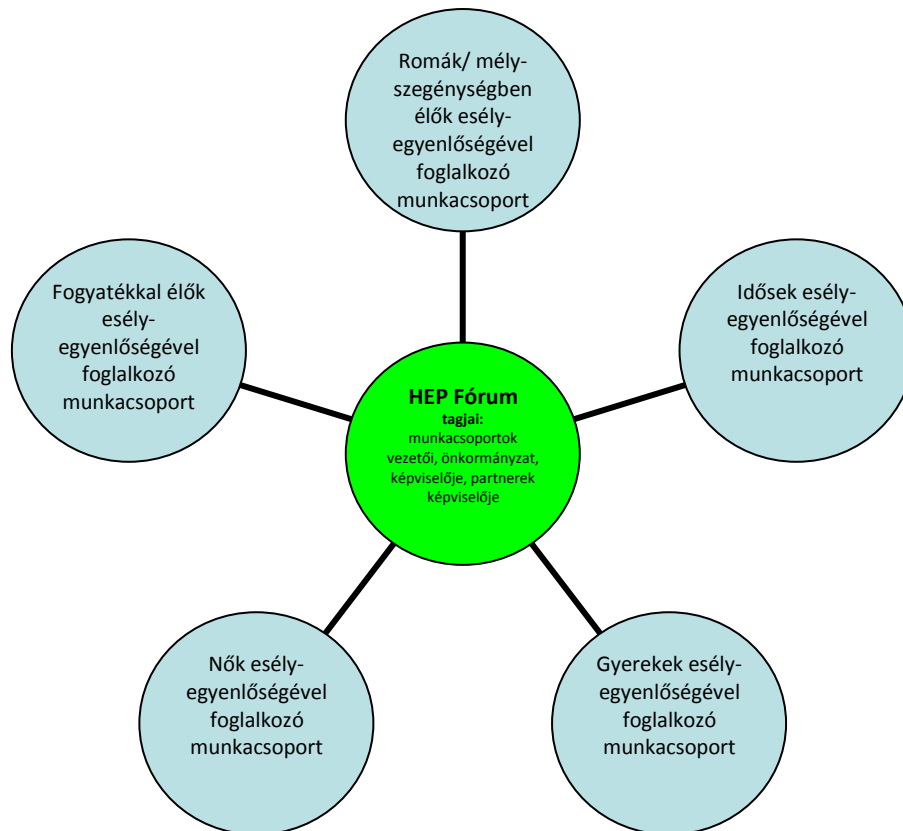 Romák/ mély-
szegénységben
élők esély-
egyenlőségével
foglalkozó
munkacsoport
Fogyatékkal élők
esély-
egyenlőségével
foglalkozó
munkacsoport
Idősek esély-
egyenlőségével
foglalkozó
munkacsoport
HEP Fórum
tagjai:
munkacsoportok
vezetői, önkormányzat,
képviselője, partnerek
képviselője
Nők esély-
egyenlőségével
foglalkozó
munkacsoport
Gyerekek esély-
egyenlőségével
foglalkozó
munkacsoport